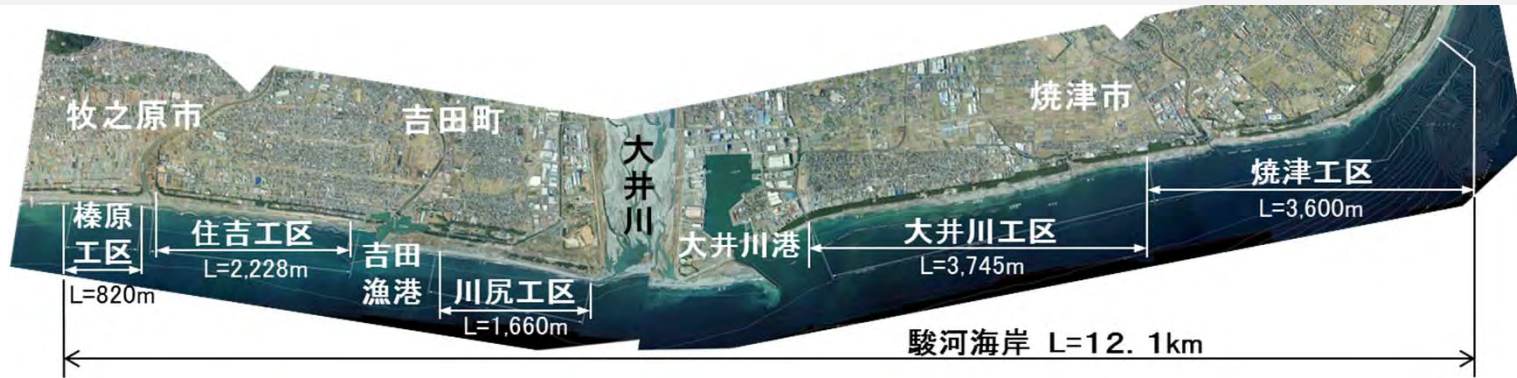 牧之原市
吉田町
大井川
焼津市
榛原
工区
L=820m
住吉工区
L=2,228m
吉田
漁港
川尻工区
L=1,660m
大井川港
大井川工区
L=3,745m
焼津工区
L=3,600m
駿河海岸 L=12.1km